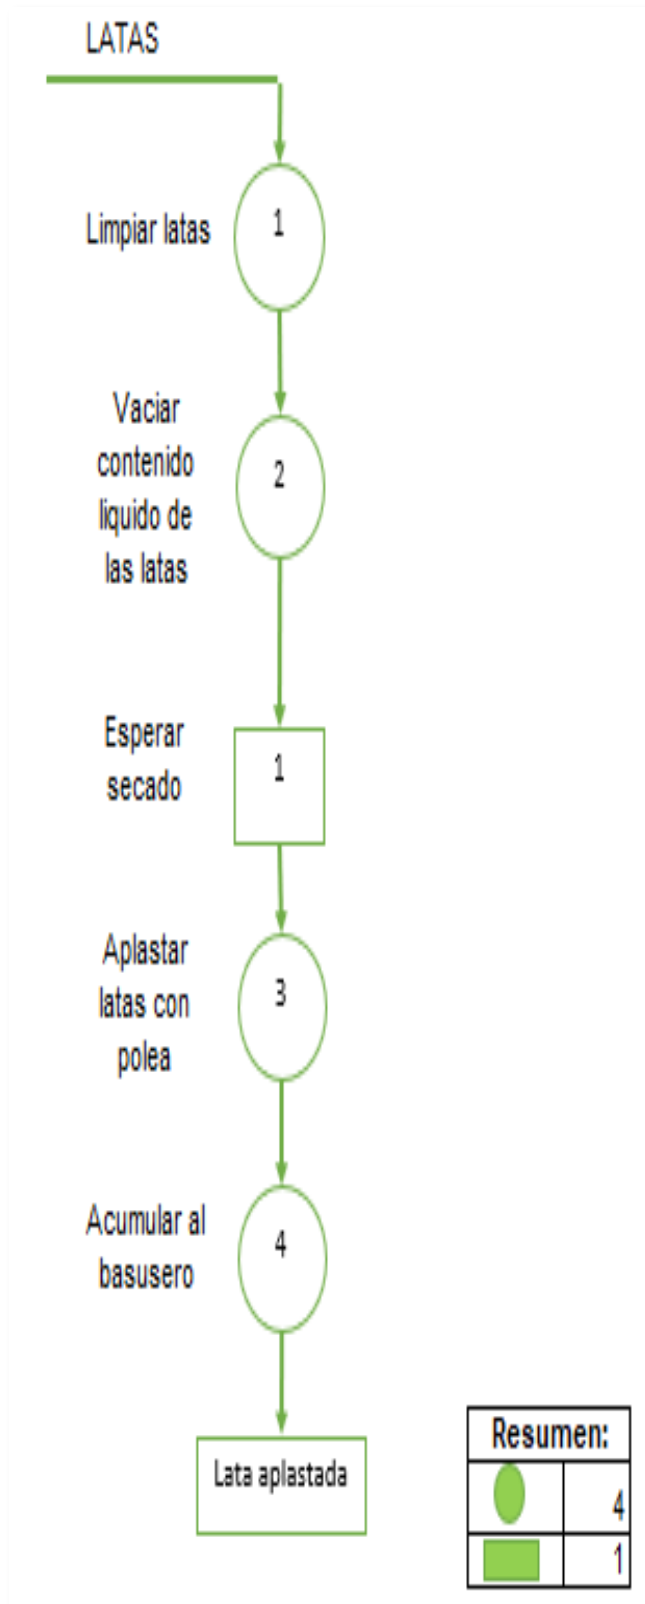 LATAS
Limpiar latas
1
Vaciar
contenido
liquido de
las latas
2
Esperar
secado
1
Aplastar
latas con
polea
3
Acumular al
basusero
4
Lata aplastada
Resumen:
4
1